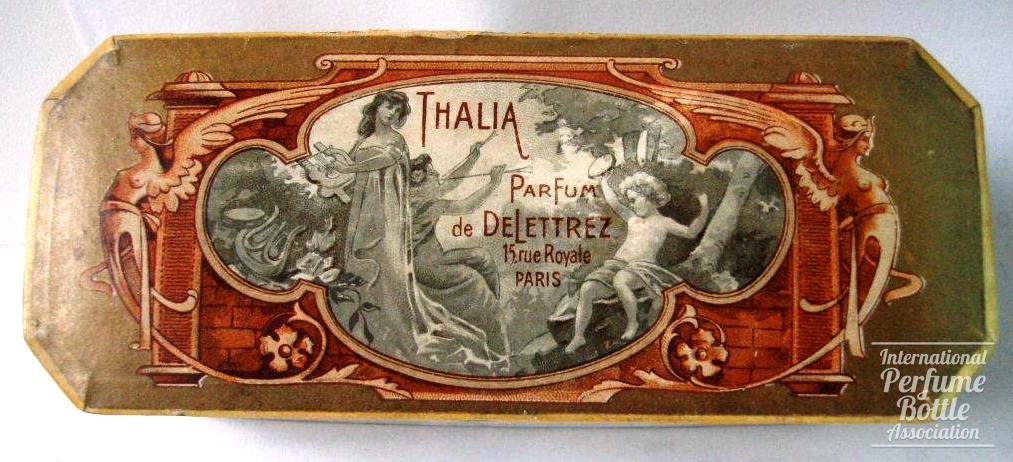 THALIA
PARFUM
de DELETTREZ
15, rue Royale
PARIS
International
Perfume
Bottle
Association